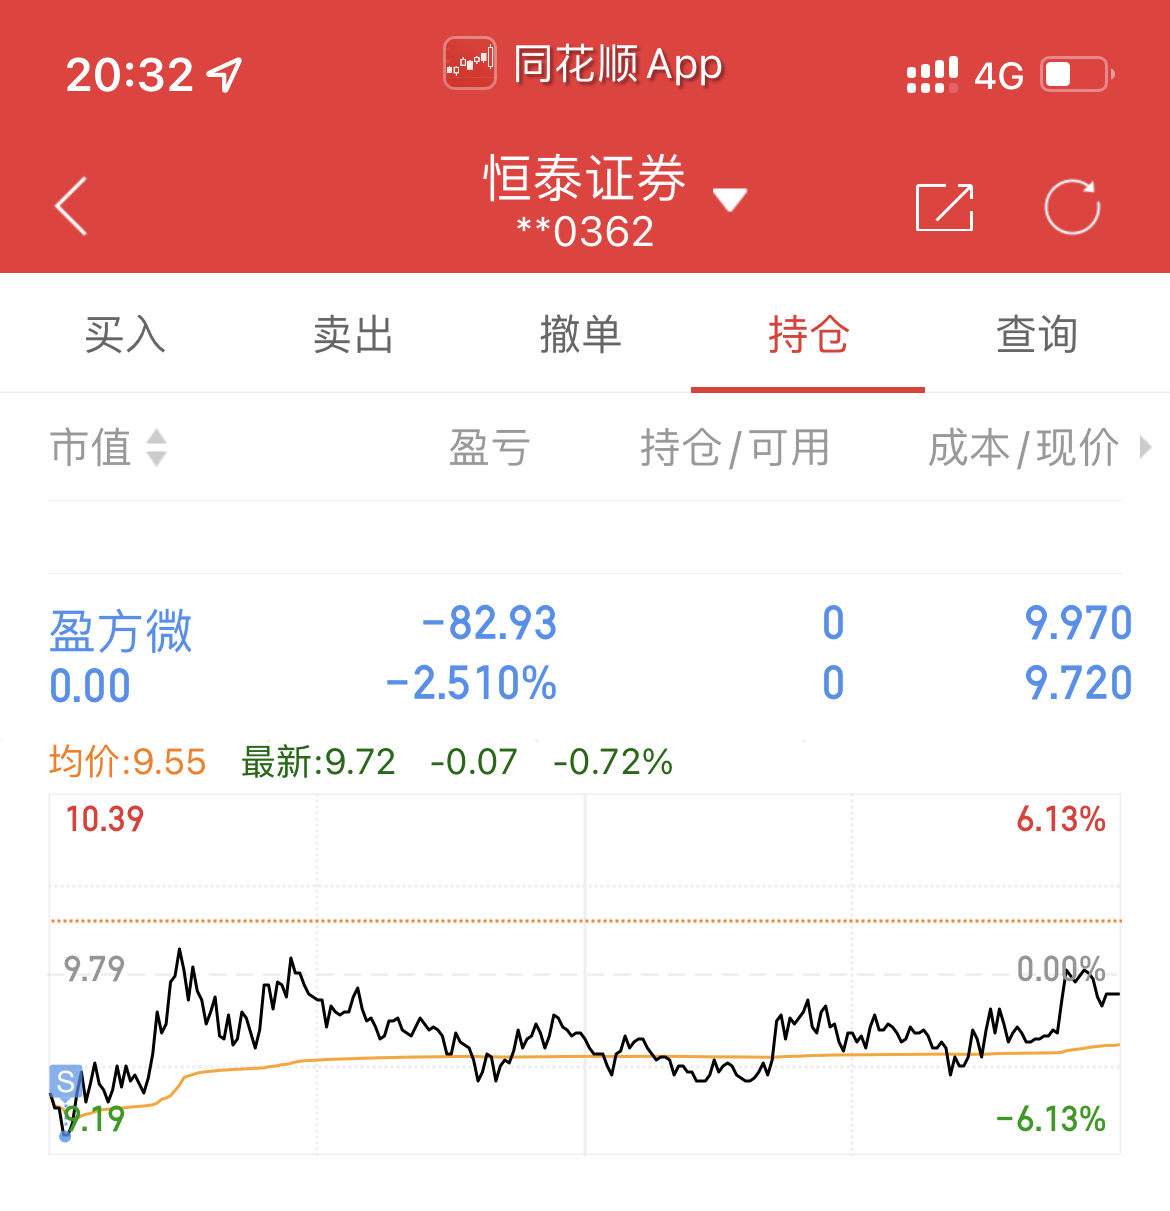 20:32 同花顺App 4G
恒泰证券
**0362
买入 卖出 撤单 持仓 查询
市值 盈亏 持仓/可用 成本/现价
盈方微 -82.93 0 9.970
0.00 -2.510% 0 9.720
均价:9.55 最新:9.72 -0.07 -0.72%
10.39 6.13%
9.79 0.00%
S
9.19 -6.13%